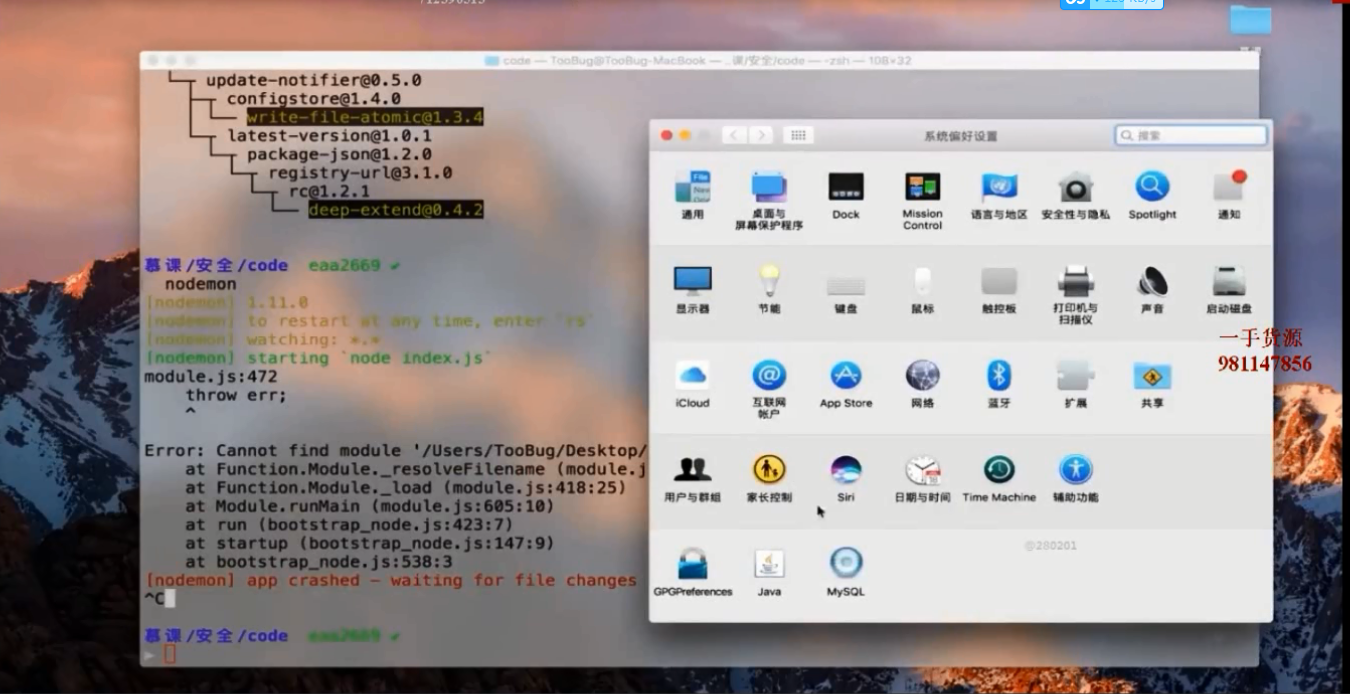 code — TooBug@TooBug-MacBook — ..课/安全/code — -zsh — 108×32
update-notifier@0.5.0
configstore@1.4.0
write-file-atomic@1.3.4
latest-version@1.0.1
package-json@1.2.0
registry-url@3.1.0
rc@1.2.1
deep-extend@0.4.2
慕课/安全/code eaa2669 ✔
nodemon
[nodemon] 1.11.0
[nodemon] to restart at any time, enter `rs`
[nodemon] watching: *.*
[nodemon] starting `node index.js`
module.js:472
throw err;
^
Error: Cannot find module '/Users/TooBug/Desktop/
at Function.Module._resolveFilename (module.j
at Function.Module._load (module.js:418:25)
at Module.runMain (module.js:605:10)
at run (bootstrap_node.js:423:7)
at startup (bootstrap_node.js:147:9)
at bootstrap_node.js:538:3
[nodemon] app crashed – waiting for file changes
^C
慕课/安全/code eaa2669 ✔
系统偏好设置
搜索
通用
桌面与
屏幕保护程序
Dock
Mission
Control
语言与地区
安全性与隐私
Spotlight
通知
显示器
节能
键盘
鼠标
触控板
打印机与
扫描仪
声音
启动磁盘
iCloud
互联网
帐户
App Store
网络
蓝牙
扩展
共享
用户与群组
家长控制
Siri
日期与时间
Time Machine
辅助功能
@280201
GPGPreferences
Java
MySQL
一手货源
981147856